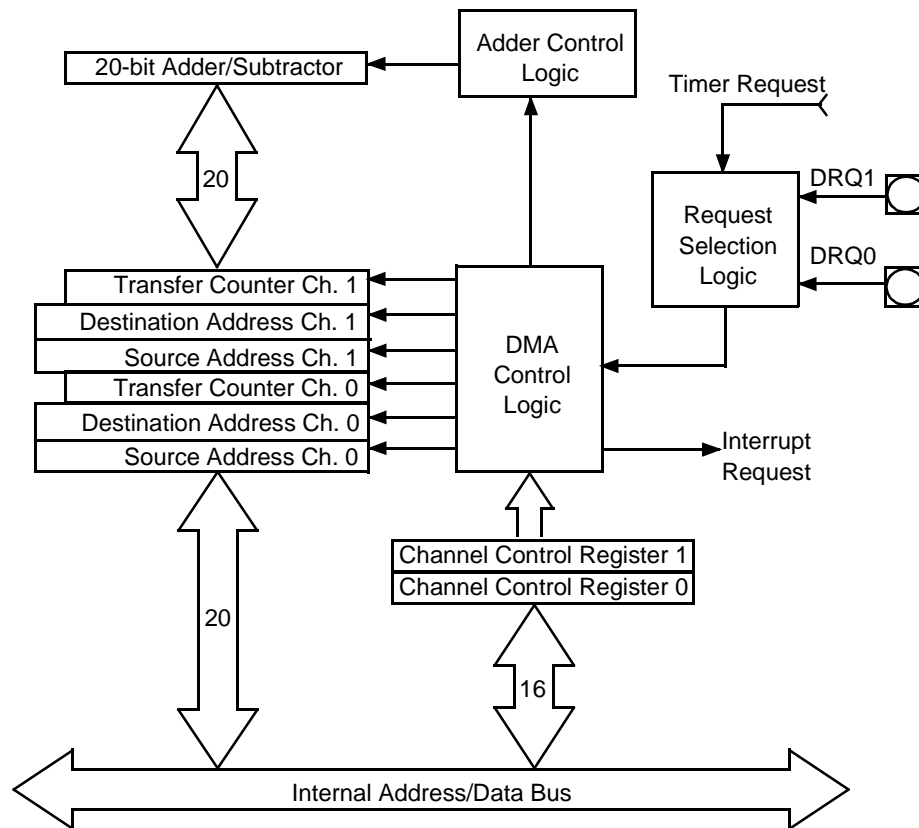 Adder Control
Logic
20-bit Adder/Subtractor
Timer Request
20
DRQ1
Request
Selection
Logic
DRQ0
Transfer Counter Ch. 1
Destination Address Ch. 1
Source Address Ch. 1
Transfer Counter Ch. 0
Destination Address Ch. 0
Source Address Ch. 0
DMA
Control
Logic
Interrupt
Request
Channel Control Register 1
Channel Control Register 0
20
16
Internal Address/Data Bus